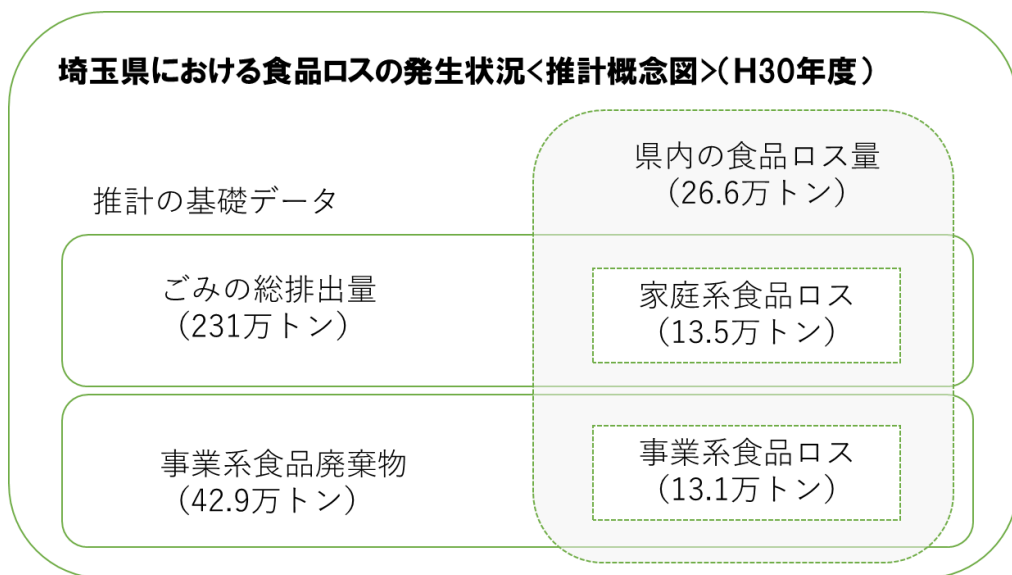 埼玉県における食品ロスの発生状況<推計概念図>(H30年度)
県内の食品ロス量
(26.6万トン)
推計の基礎データ
ごみの総排出量
(231万トン)
家庭系食品ロス
(13.5万トン)
事業系食品廃棄物
(42.9万トン)
事業系食品ロス
(13.1万トン)